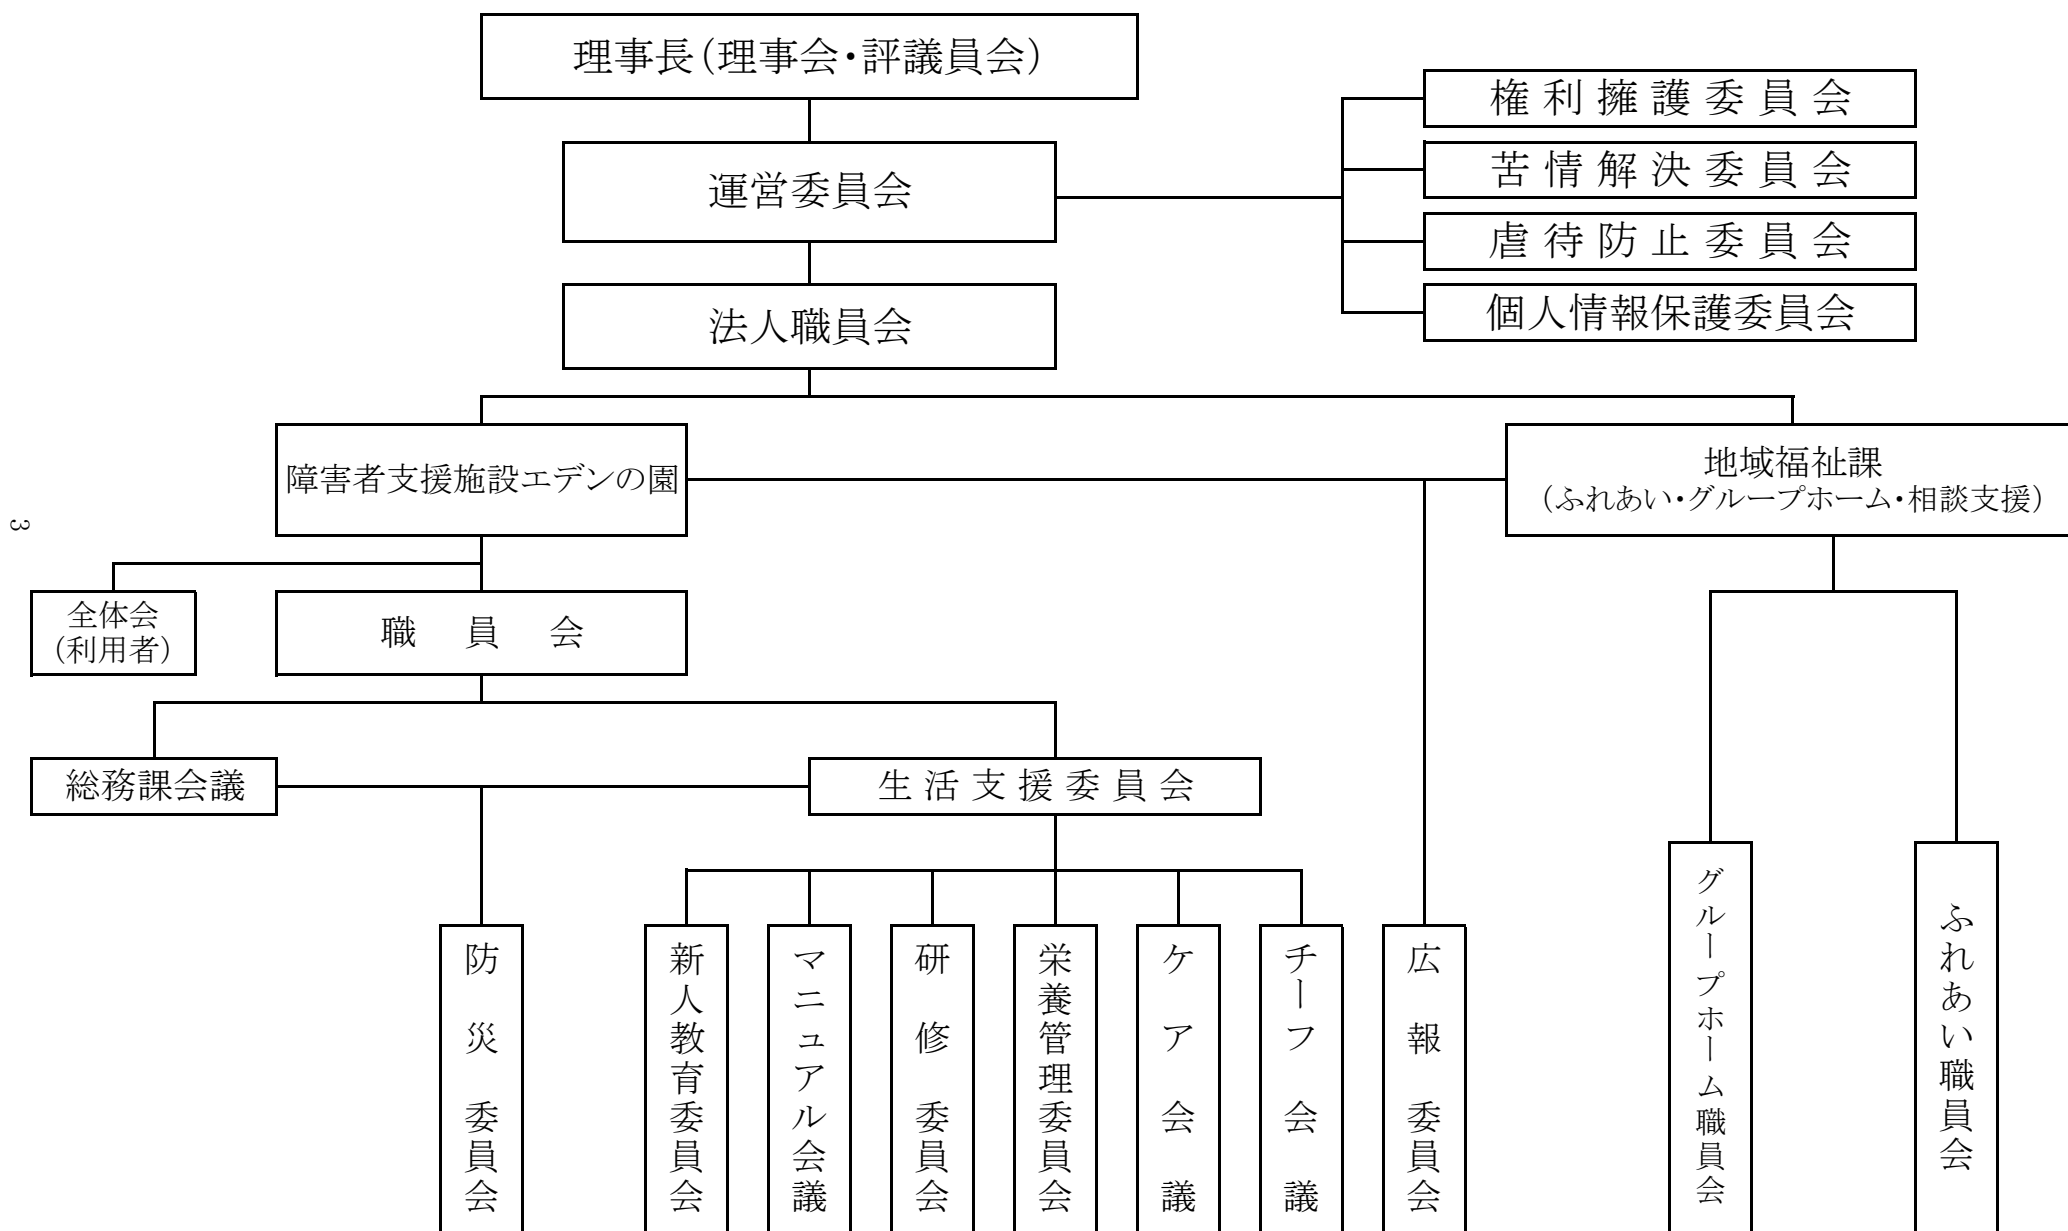 理事長（理事会・評議員会）
権利擁護委員会
運営委員会
苦情解決委員会
虐待防止委員会
法人職員会
個人情報保護委員会
障害者支援施設エデンの園
地域福祉課
（ふれあい・グループホーム・相談支援）
3
全体会
（利用者）
職員会
総務課会議
生活支援委員会
防災委員会
新人教育委員会
マニュアル会議
研修委員会
栄養管理委員会
ケア会議
チーフ会議
広報委員会
グループホーム職員会
ふれあい職員会